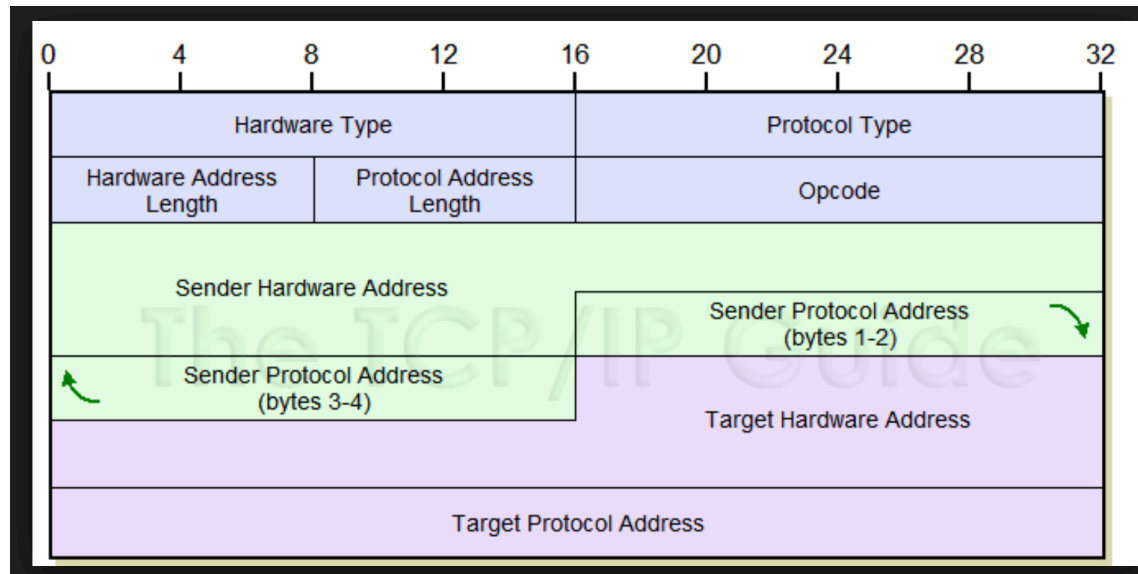 0 4 8 12 16 20 24 28 32
Hardware Type Protocol Type
Hardware Address
Length
Protocol Address
Length
Opcode
Sender Hardware Address
Sender Protocol Address
(bytes 1-2)
The TCP/IP Guide
Sender Protocol Address
(bytes 3-4)
Target Hardware Address
Target Protocol Address